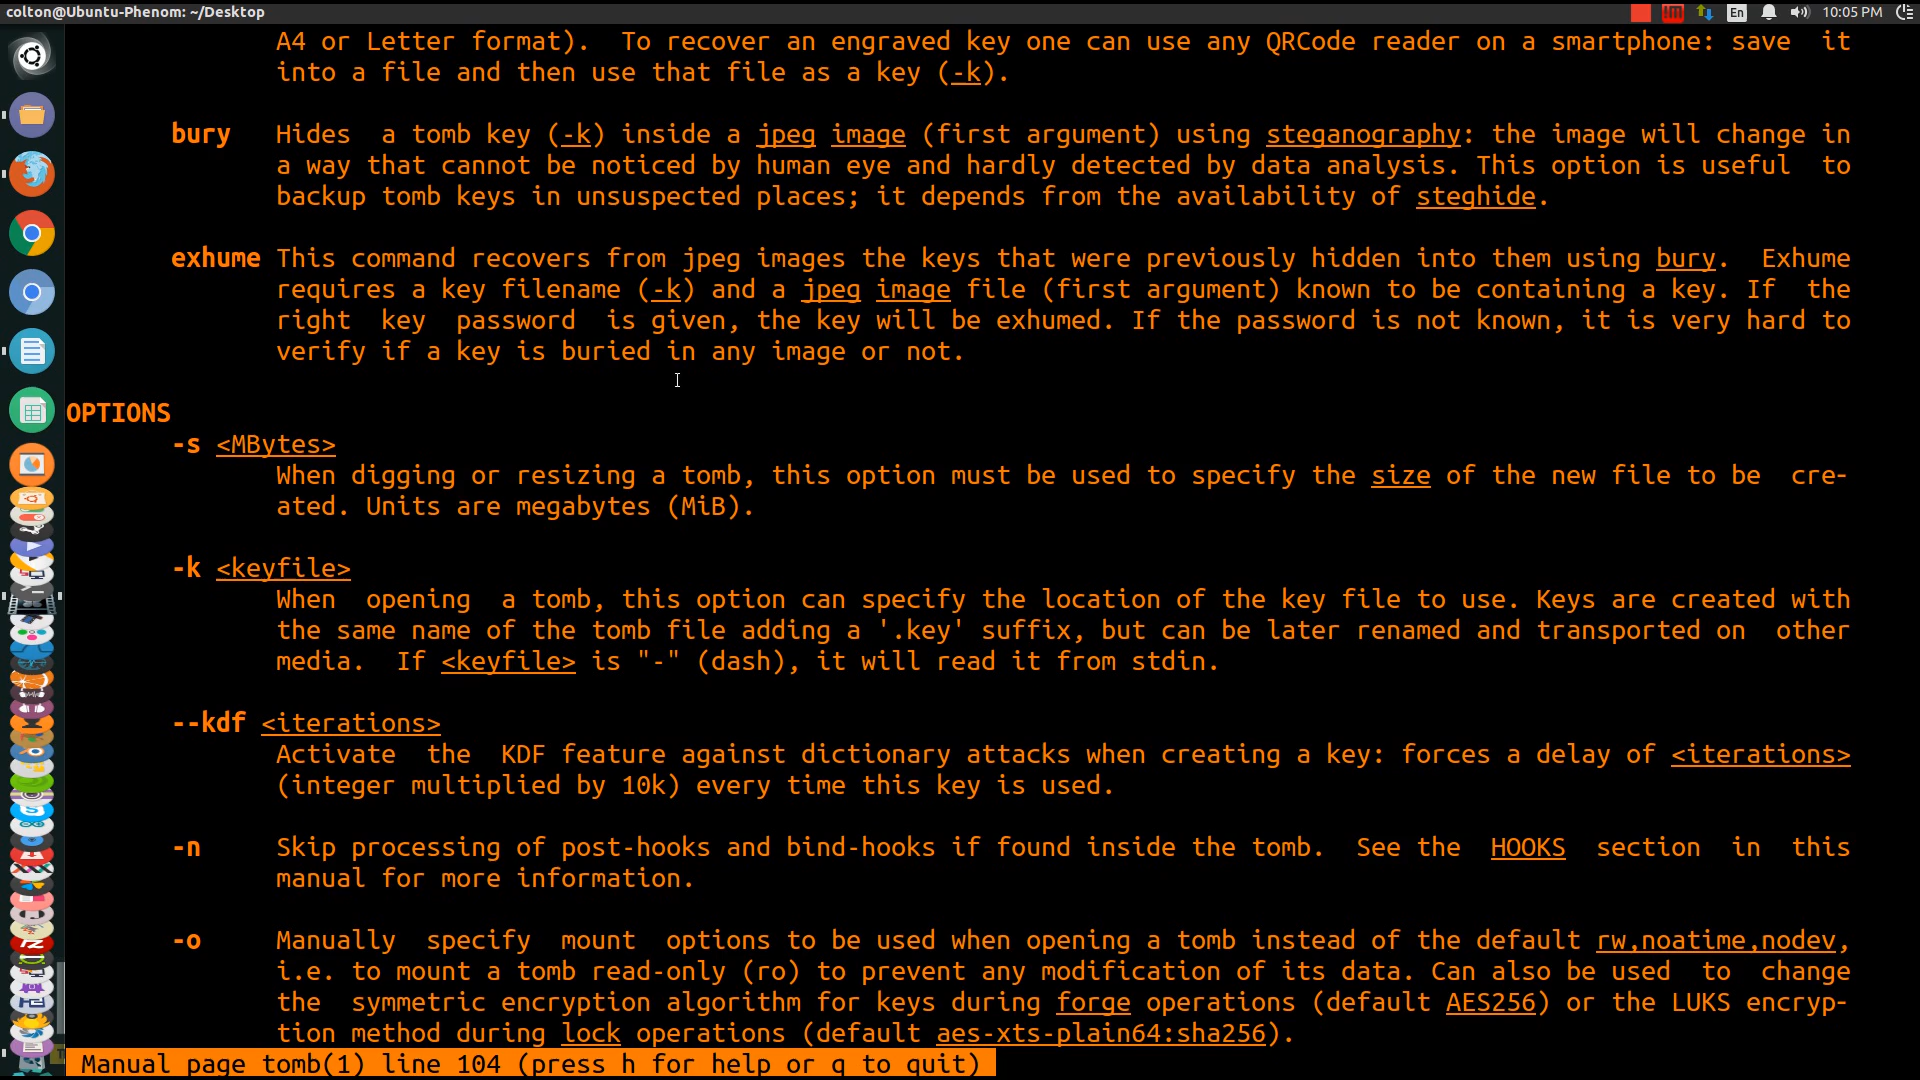 colton@Ubuntu-Phenom: ~/Desktop
En
10:05 PM
A4 or Letter format).  To recover an engraved key one can use any QRCode reader on a smartphone: save  it
into a file and then use that file as a key (-k).
bury   Hides  a tomb key (-k) inside a jpeg image (first argument) using steganography: the image will change in
a way that cannot be noticed by human eye and hardly detected by data analysis. This option is useful  to
backup tomb keys in unsuspected places; it depends from the availability of steghide.
exhume This command recovers from jpeg images the keys that were previously hidden into them using bury.  Exhume
requires a key filename (-k) and a jpeg image file (first argument) known to be containing a key. If  the
right  key  password  is given, the key will be exhumed. If the password is not known, it is very hard to
verify if a key is buried in any image or not.
OPTIONS
-s <MBytes>
When digging or resizing a tomb, this option must be used to specify the size of the new file to be  cre-
ated. Units are megabytes (MiB).
-k <keyfile>
When  opening  a tomb, this option can specify the location of the key file to use. Keys are created with
the same name of the tomb file adding a '.key' suffix, but can be later renamed and transported on  other
media.  If <keyfile> is "-" (dash), it will read it from stdin.
--kdf <iterations>
Activate  the  KDF feature against dictionary attacks when creating a key: forces a delay of <iterations>
(integer multiplied by 10k) every time this key is used.
-n     Skip processing of post-hooks and bind-hooks if found inside the tomb.  See the  HOOKS  section  in  this
manual for more information.
-o     Manually  specify  mount  options to be used when opening a tomb instead of the default rw,noatime,nodev,
i.e. to mount a tomb read-only (ro) to prevent any modification of its data. Can also be used  to  change
the  symmetric encryption algorithm for keys during forge operations (default AES256) or the LUKS encryp-
tion method during lock operations (default aes-xts-plain64:sha256).
Manual page tomb(1) line 104 (press h for help or q to quit)